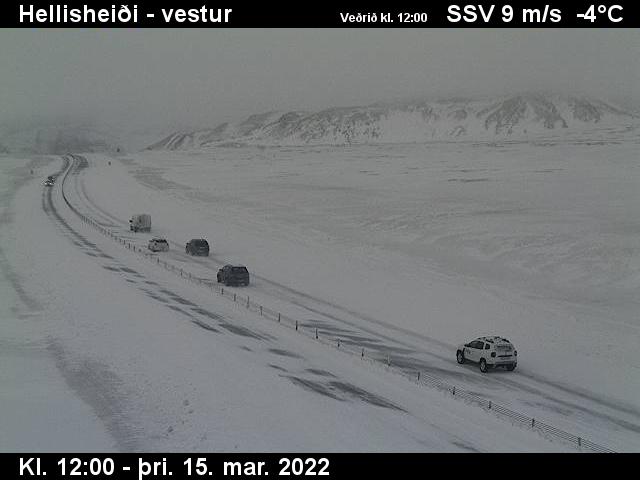 Hellisheiði - vestur Veðrið kl. 12:00 SSV 9 m/s -4°C
Kl. 12:00 - þri. 15. mar. 2022